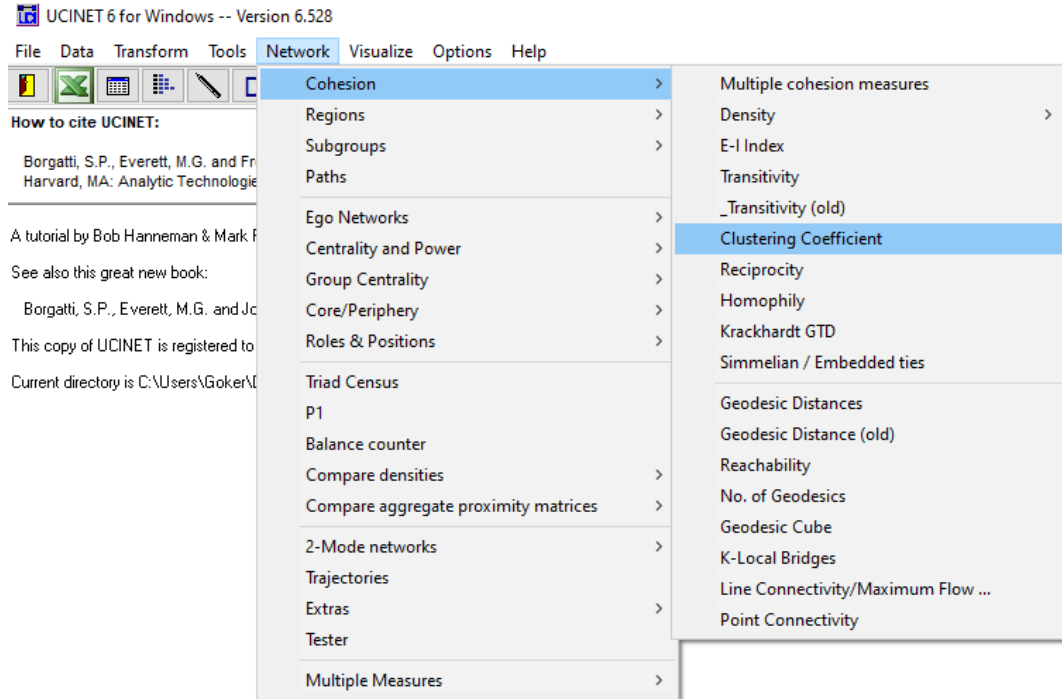 UCINET 6 for Windows -- Version 6.528
File Data Transform Tools Network Visualize Options Help
How to cite UCINET:
Borgatti, S.P., Everett, M.G. and
Harvard, MA: Analytic
A tutorial by Bob Hanneman & Mark
See also this great new book:
Borgatti, S.P., Everett, M.G. and
This copy of UCINET is registered to
Current directory is C:\Users\Goker\
Cohesion
Regions
Subgroups
Paths
Ego Networks
Centrality and Power
Group Centrality
Core/Periphery
Roles & Positions
Triad Census
P1
Balance counter
Compare densities
Compare aggregate proximity matrices
2-Mode networks
Trajectories
Extras
Tester
Multiple Measures
Multiple cohesion measures
Density
E-I Index
Transitivity
_Transitivity (old)
Clustering Coefficient
Reciprocity
Homophily
Krackhardt GTD
Simmelian / Embedded ties
Geodesic Distances
Geodesic Distance (old)
Reachability
No. of Geodesics
Geodesic Cube
K-Local Bridges
Line Connectivity/Maximum Flow ...
Point Connectivity